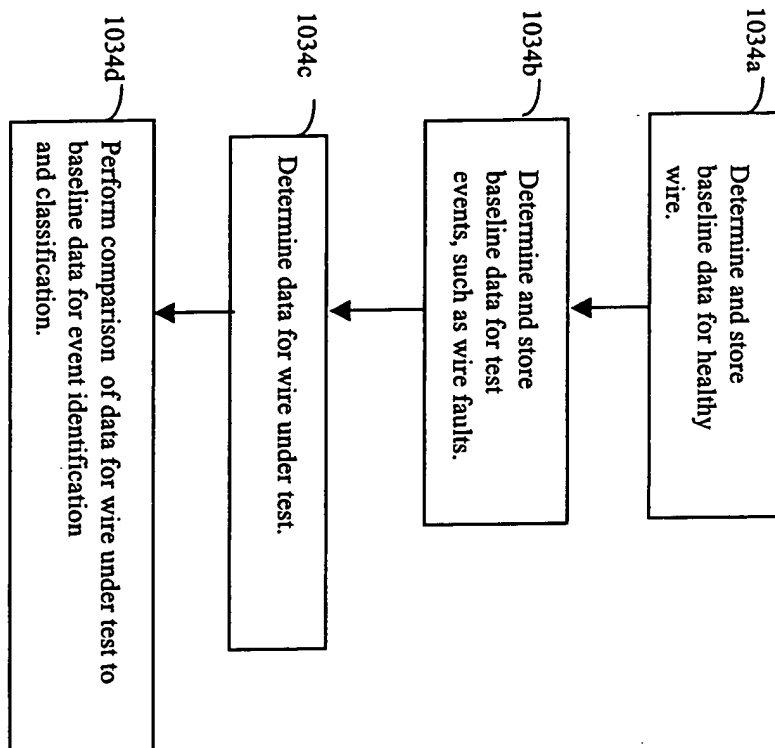 1034a
Determine and store
baseline data for healthy
wire.
1034b
Determine and store
baseline data for test
events, such as wire faults.
1034c
Determine data for wire under test.
1034d
Perform comparison of data for wire under test to
baseline data for event identification
and classification.